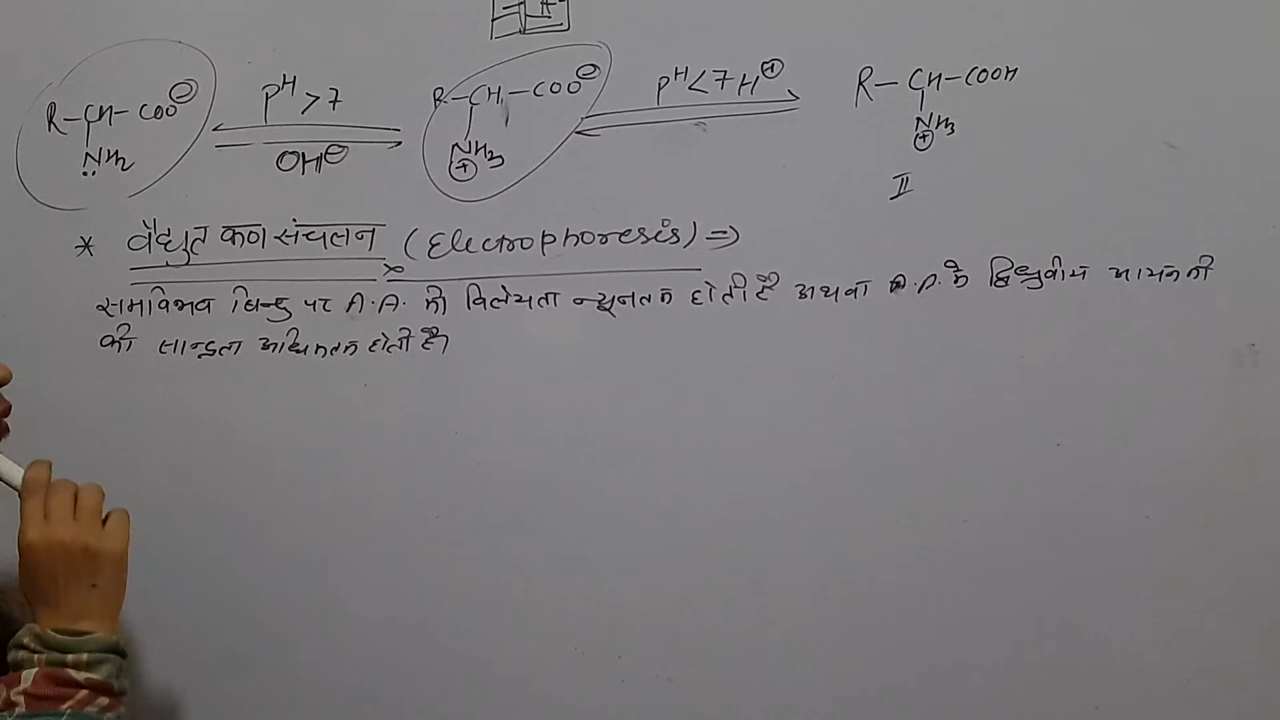 R-CH-COO⊖ pH>7 R-CH-COO⊖ pH<7 H⊕ R-CH-COOH
:NH2 OH⊖ NH3⊕ NH3⊕
II
* वैद्युत कण संचलन (Electrophoresis) ⇒
समविभव बिन्दु पर A.A. की विलेयता न्यूनतम होती है अथवा A.A. के द्विध्रुवीय आयन की
की सान्द्रता अधिकतम होती है।